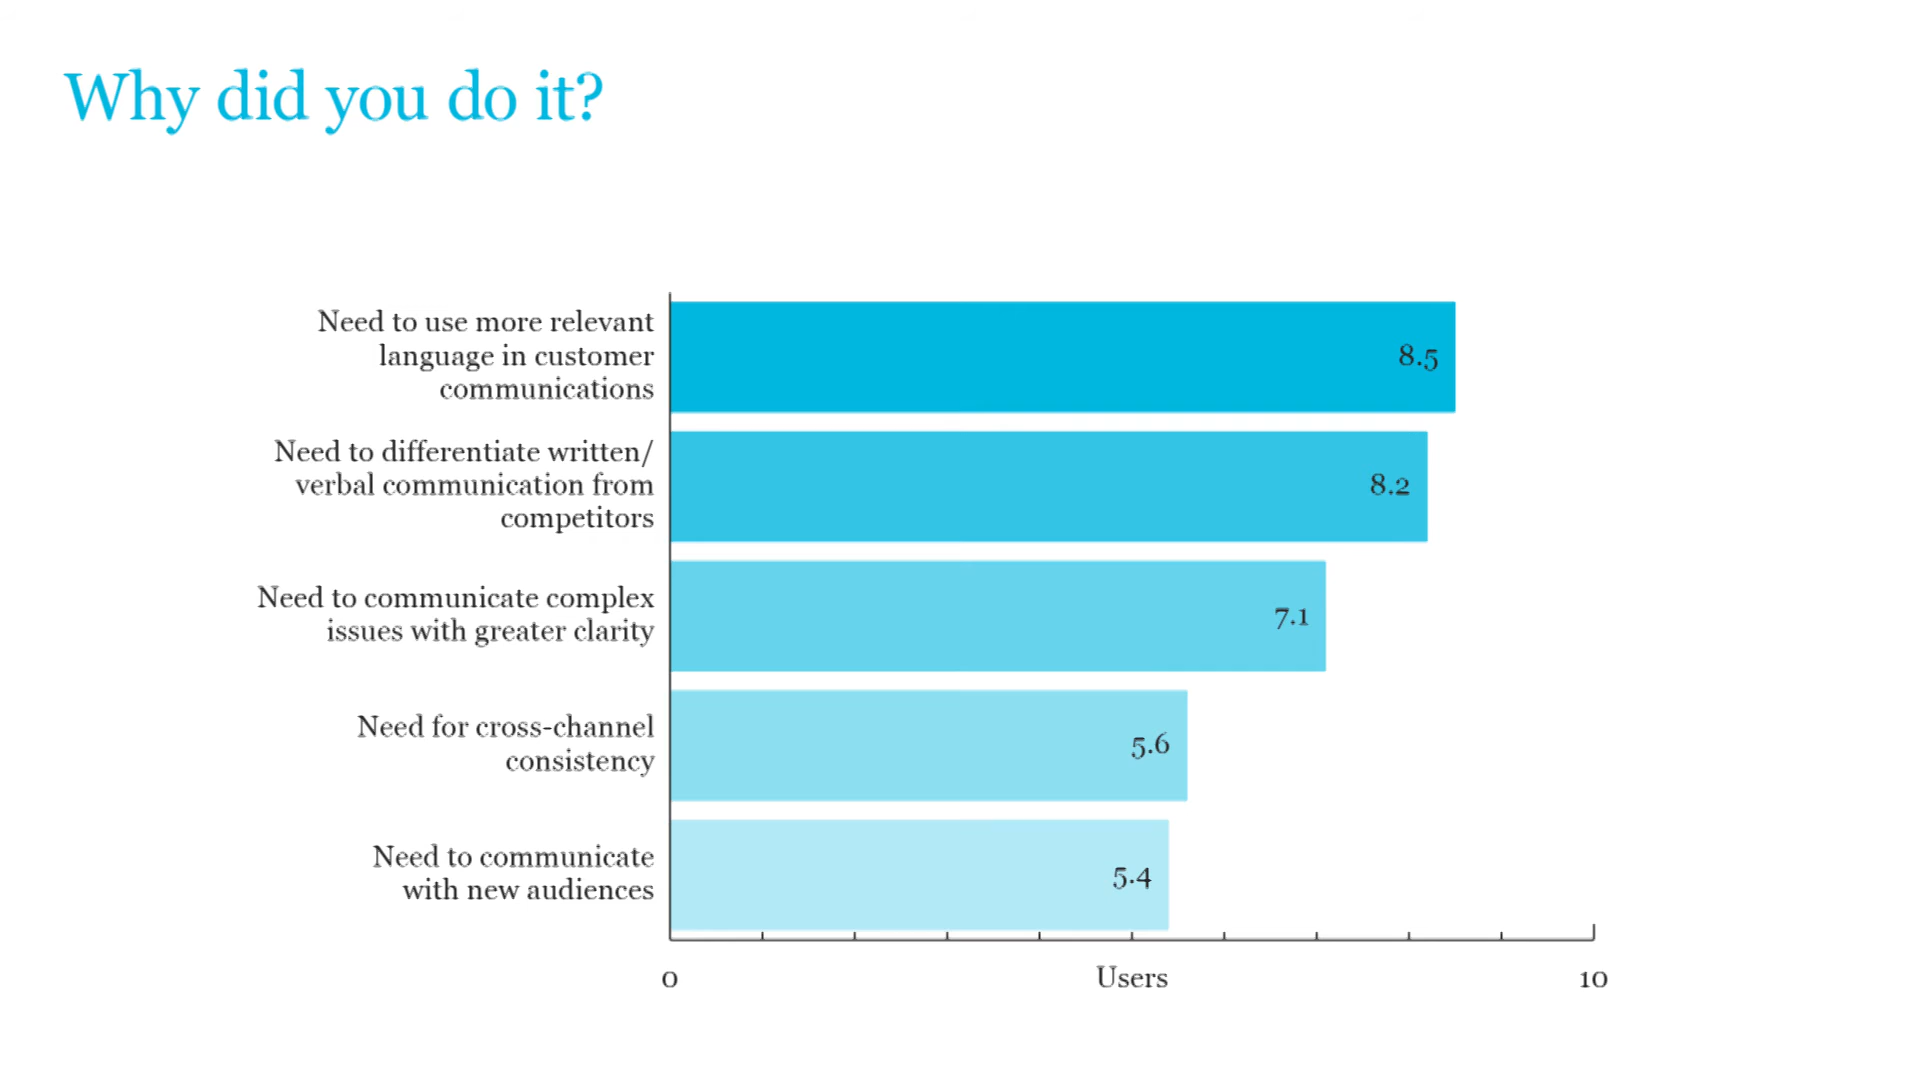 Why did you do it?
Need to use more relevant
language in customer
communications
8.5
Need to differentiate written/
verbal communication from
competitors
8.2
Need to communicate complex
issues with greater clarity
7.1
Need for cross-channel
consistency
5.6
Need to communicate
with new audiences
5.4
0 Users 10